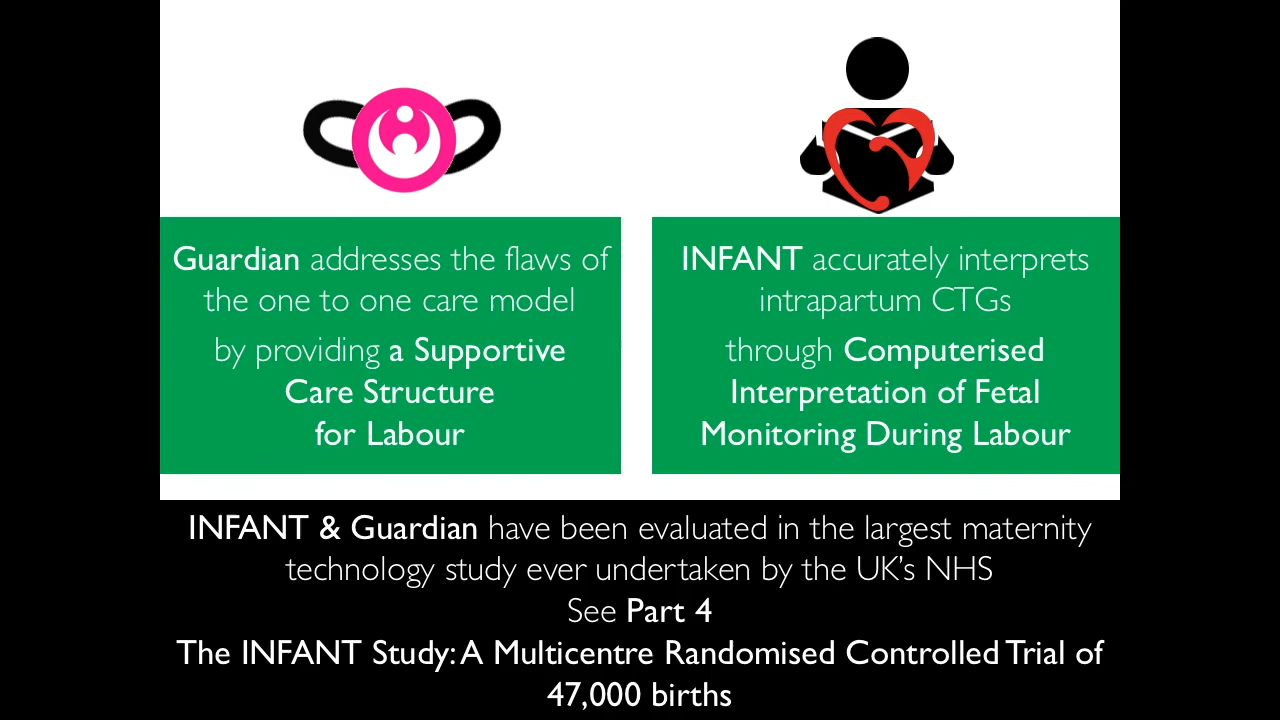 Guardian addresses the flaws of
the one to one care model
by providing a Supportive
Care Structure
for Labour
INFANT accurately interprets
intrapartum CTGs
through Computerised
Interpretation of Fetal
Monitoring During Labour
INFANT & Guardian have been evaluated in the largest maternity
technology study ever undertaken by the UK’s NHS
See Part 4
The INFANT Study: A Multicentre Randomised Controlled Trial of
47,000 births